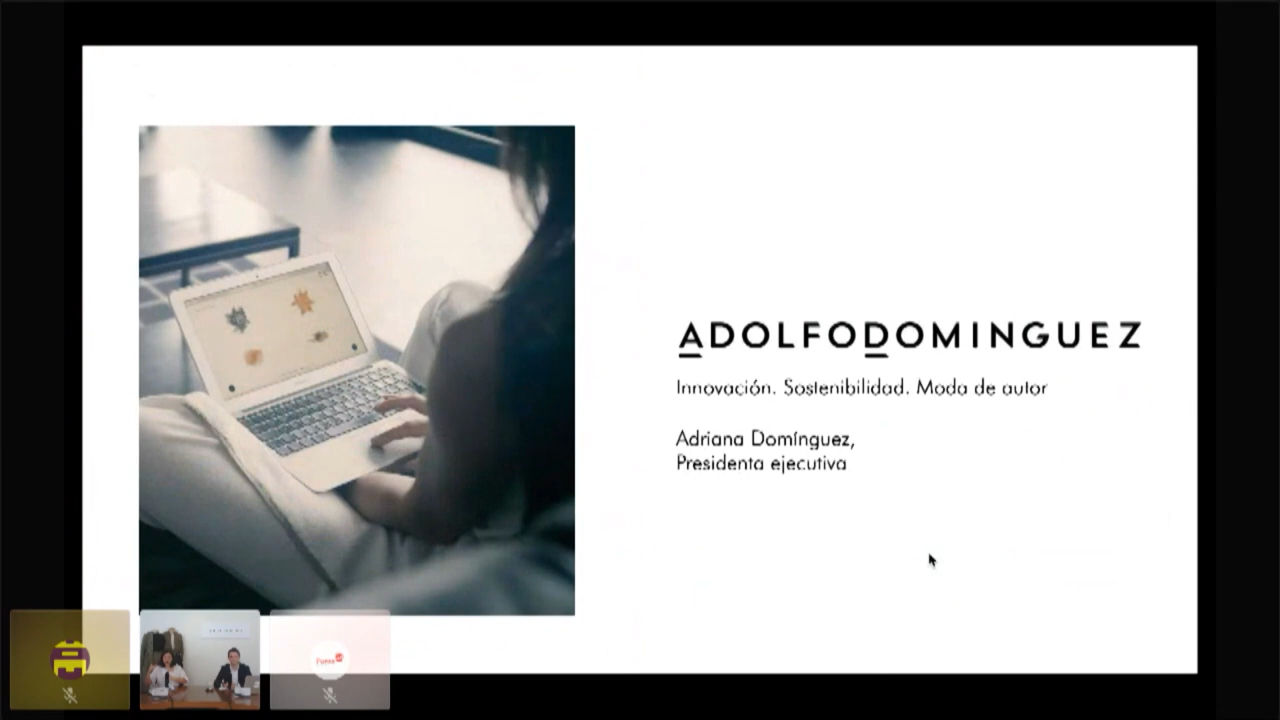 ADOLFODOMINGUEZ
Innovación. Sostenibilidad. Moda de autor
Adriana Domínguez,
Presidenta ejecutiva